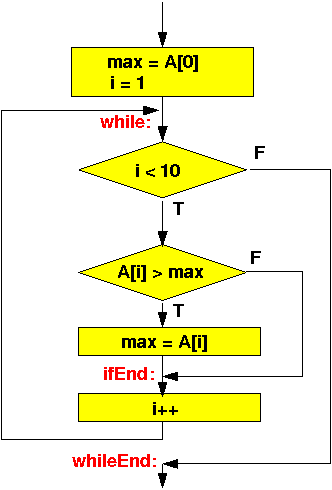 max = A[0]
i = 1
while:
i < 10
F
T
A[i] > max
F
T
max = A[i]
ifEnd:
i++
whileEnd: